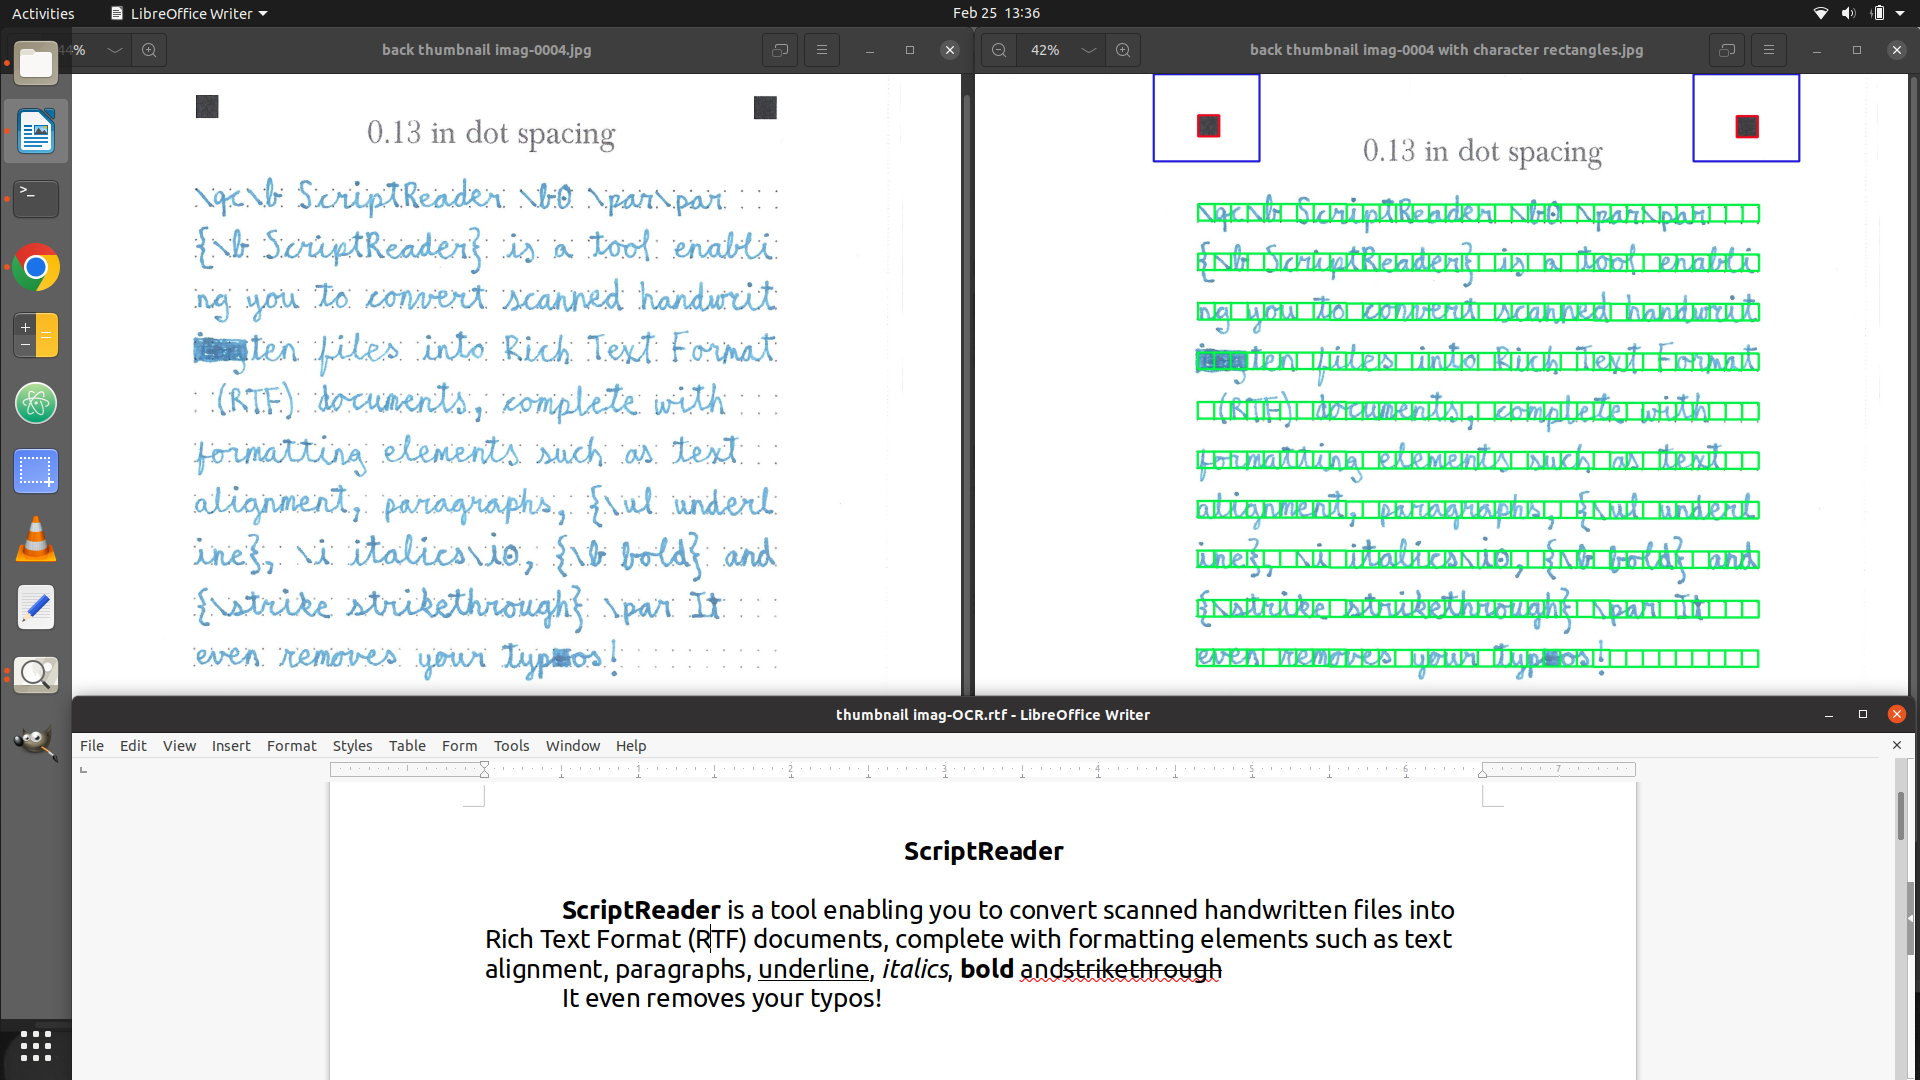 Activities
LibreOffice Writer
Feb 25 13:36
44%
back thumbnail imag-0004.jpg
0.13 in dot spacing
\qc\b ScriptReader \b0 \par\par
{\b ScriptReader} is a tool enabli
ng you to convert scanned handwrit
ten files into Rich Text Format
(RTF) documents, complete with
formatting elements such as text
alignment, paragraphs, {\ul underl
ine}, \i italics\i0, {\b bold} and
{\strike strikethrough} \par It
even removes your typos!
42%
back thumbnail imag-0004 with character rectangles.jpg
0.13 in dot spacing
\qc\b ScriptReader \b0 \par\par
{\b ScriptReader} is a tool enabli
ng you to convert scanned handwrit
ten files into Rich Text Format
(RTF) documents, complete with
formatting elements such as text
alignment, paragraphs, {\ul underl
ine}, \i italics\i0, {\b bold} and
{\strike strikethrough} \par It
even removes your typos!
thumbnail imag-OCR.rtf - LibreOffice Writer
File Edit View Insert Format Styles Table Form Tools Window Help
1 2 3 4 5 6 7
ScriptReader
ScriptReader is a tool enabling you to convert scanned handwritten files into
Rich Text Format (RTF) documents, complete with formatting elements such as text
alignment, paragraphs, underline, italics, bold andstrikethrough
It even removes your typos!